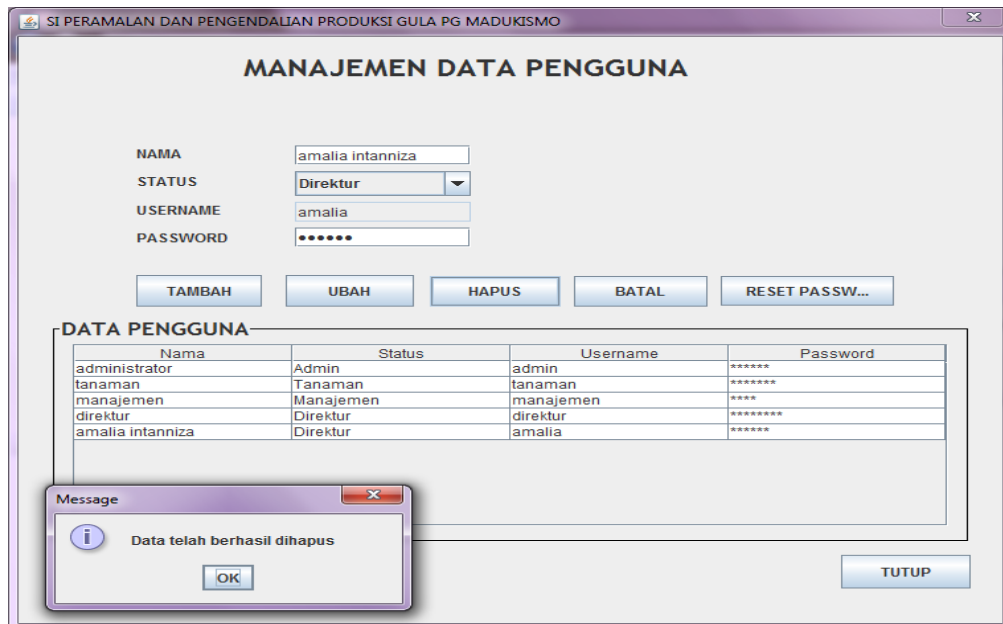 SI PERAMALAN DAN PENGENDALIAN PRODUKSI GULA PG MADUKISMO
MANAJEMEN DATA PENGGUNA
NAMA amalia intanniza
STATUS Direktur
USERNAME amalia
PASSWORD ••••••
TAMBAH UBAH HAPUS BATAL RESET PASSW...
DATA PENGGUNA
Nama Status Username Password
administrator Admin admin ******
tanaman Tanaman tanaman *******
manajemen Manajemen manajemen ****
direktur Direktur direktur ********
amalia intanniza Direktur amalia ******
Message
Data telah berhasil dihapus
OK
TUTUP